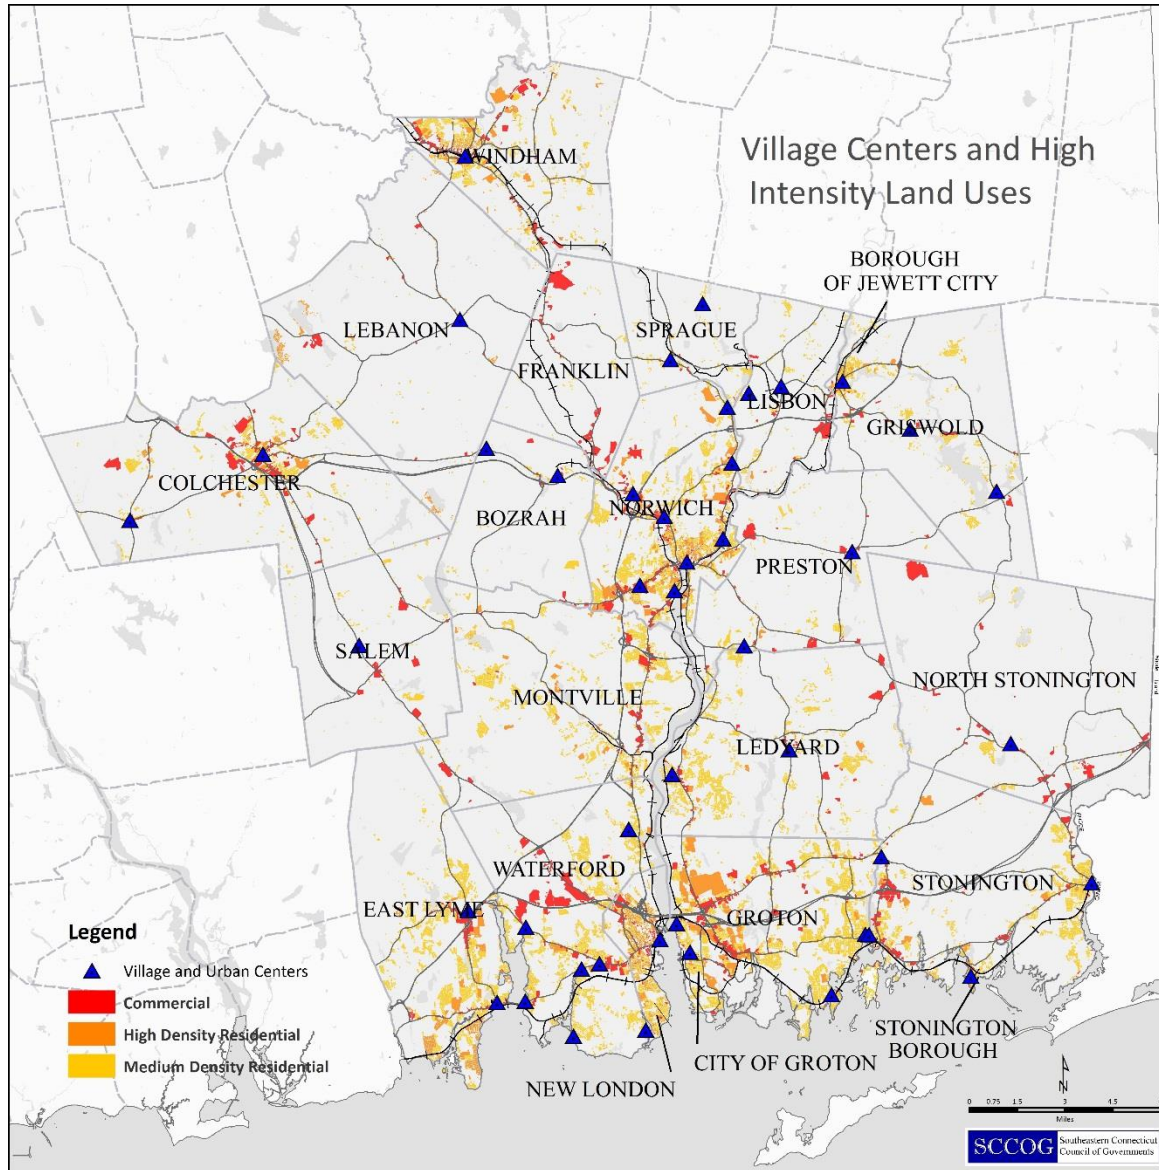 Village Centers and High
Intensity Land Uses
WINDHAM
BOROUGH
OF JEWETT CITY
LEBANON
SPRAGUE
FRANKLIN
LISBON
GRISWOLD
COLCHESTER
BOZRAH
NORWICH
PRESTON
SALEM
MONTVILLE
NORTH STONINGTON
LEDYARD
WATERFORD
STONINGTON
EAST LYME
GROTON
Legend
Village and Urban Centers
Commercial
High Density Residential
Medium Density Residential
STONINGTON
BOROUGH
CITY OF GROTON
NEW LONDON
N
0 0.75 1.5 3 4.5
Miles
SCCOG
Southeastern Connecticut
Council of Governments